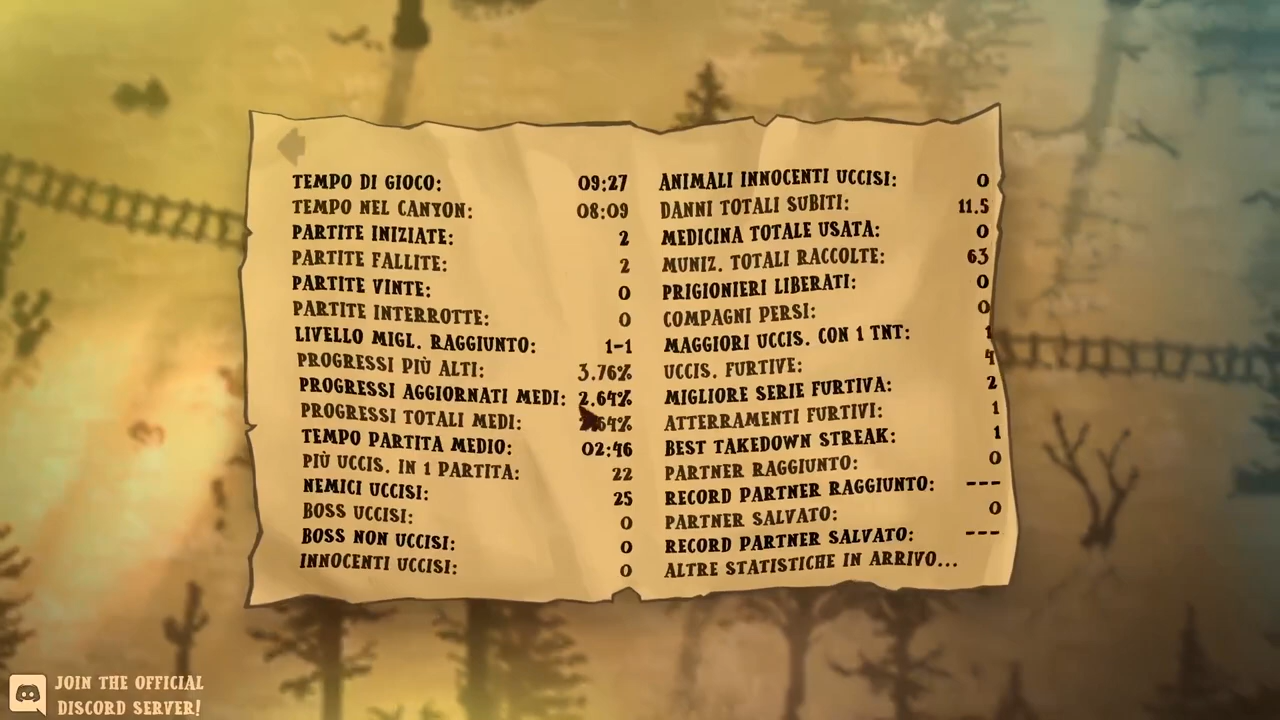 TEMPO DI GIOCO: 09:27
TEMPO NEL CANYON: 08:09
PARTITE INIZIATE: 2
PARTITE FALLITE: 2
PARTITE VINTE: 0
PARTITE INTERROTTE: 0
LIVELLO MIGL. RAGGIUNTO: 1-1
PROGRESSI PIÙ ALTI: 3.76%
PROGRESSI AGGIORNATI MEDI: 2.64%
PROGRESSI TOTALI MEDI: 64%
TEMPO PARTITA MEDIO: 02:46
PIÙ UCCIS. IN 1 PARTITA: 22
NEMICI UCCISI: 25
BOSS UCCISI: 0
BOSS NON UCCISI: 0
INNOCENTI UCCISI: 0
ANIMALI INNOCENTI UCCISI: 0
DANNI TOTALI SUBITI: 11.5
MEDICINA TOTALE USATA: 0
MUNIZ. TOTALI RACCOLTE: 63
PRIGIONIERI LIBERATI: 0
COMPAGNI PERSI: 0
MAGGIORI UCCIS. CON 1 TNT: 1
UCCIS. FURTIVE: 4
MIGLIORE SERIE FURTIVA: 2
ATTERRAMENTI FURTIVI: 1
BEST TAKEDOWN STREAK: 1
PARTNER RAGGIUNTO: 0
RECORD PARTNER RAGGIUNTO: ---
PARTNER SALVATO: 0
RECORD PARTNER SALVATO: ---
ALTRE STATISTICHE IN ARRIVO...
JOIN THE OFFICIAL
DISCORD SERVER!